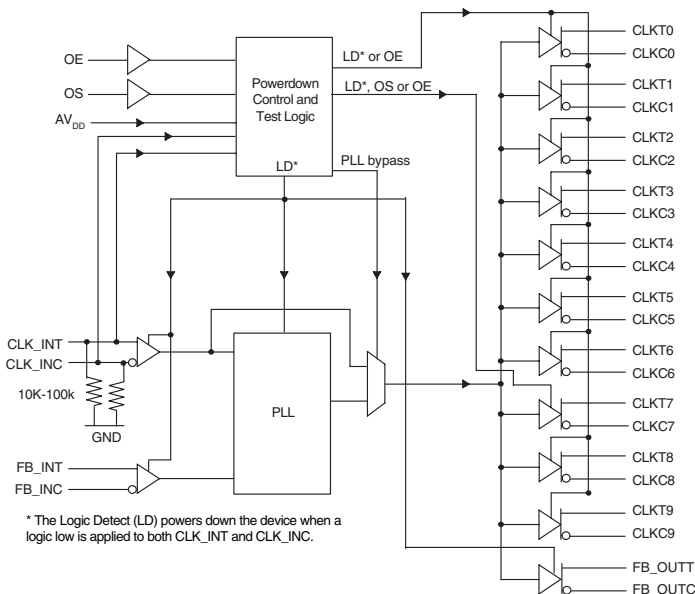 OE
OS
AVDD
Powerdown
Control and
Test Logic
LD*
LD* or OE
LD*, OS or OE
PLL bypass
CLK_INT
CLK_INC
10K-100k
GND
FB_INT
FB_INC
PLL
* The Logic Detect (LD) powers down the device when a
logic low is applied to both CLK_INT and CLK_INC.
CLKT0
CLKC0
CLKT1
CLKC1
CLKT2
CLKC2
CLKT3
CLKC3
CLKT4
CLKC4
CLKT5
CLKC5
CLKT6
CLKC6
CLKT7
CLKC7
CLKT8
CLKC8
CLKT9
CLKC9
FB_OUTT
FB_OUTC